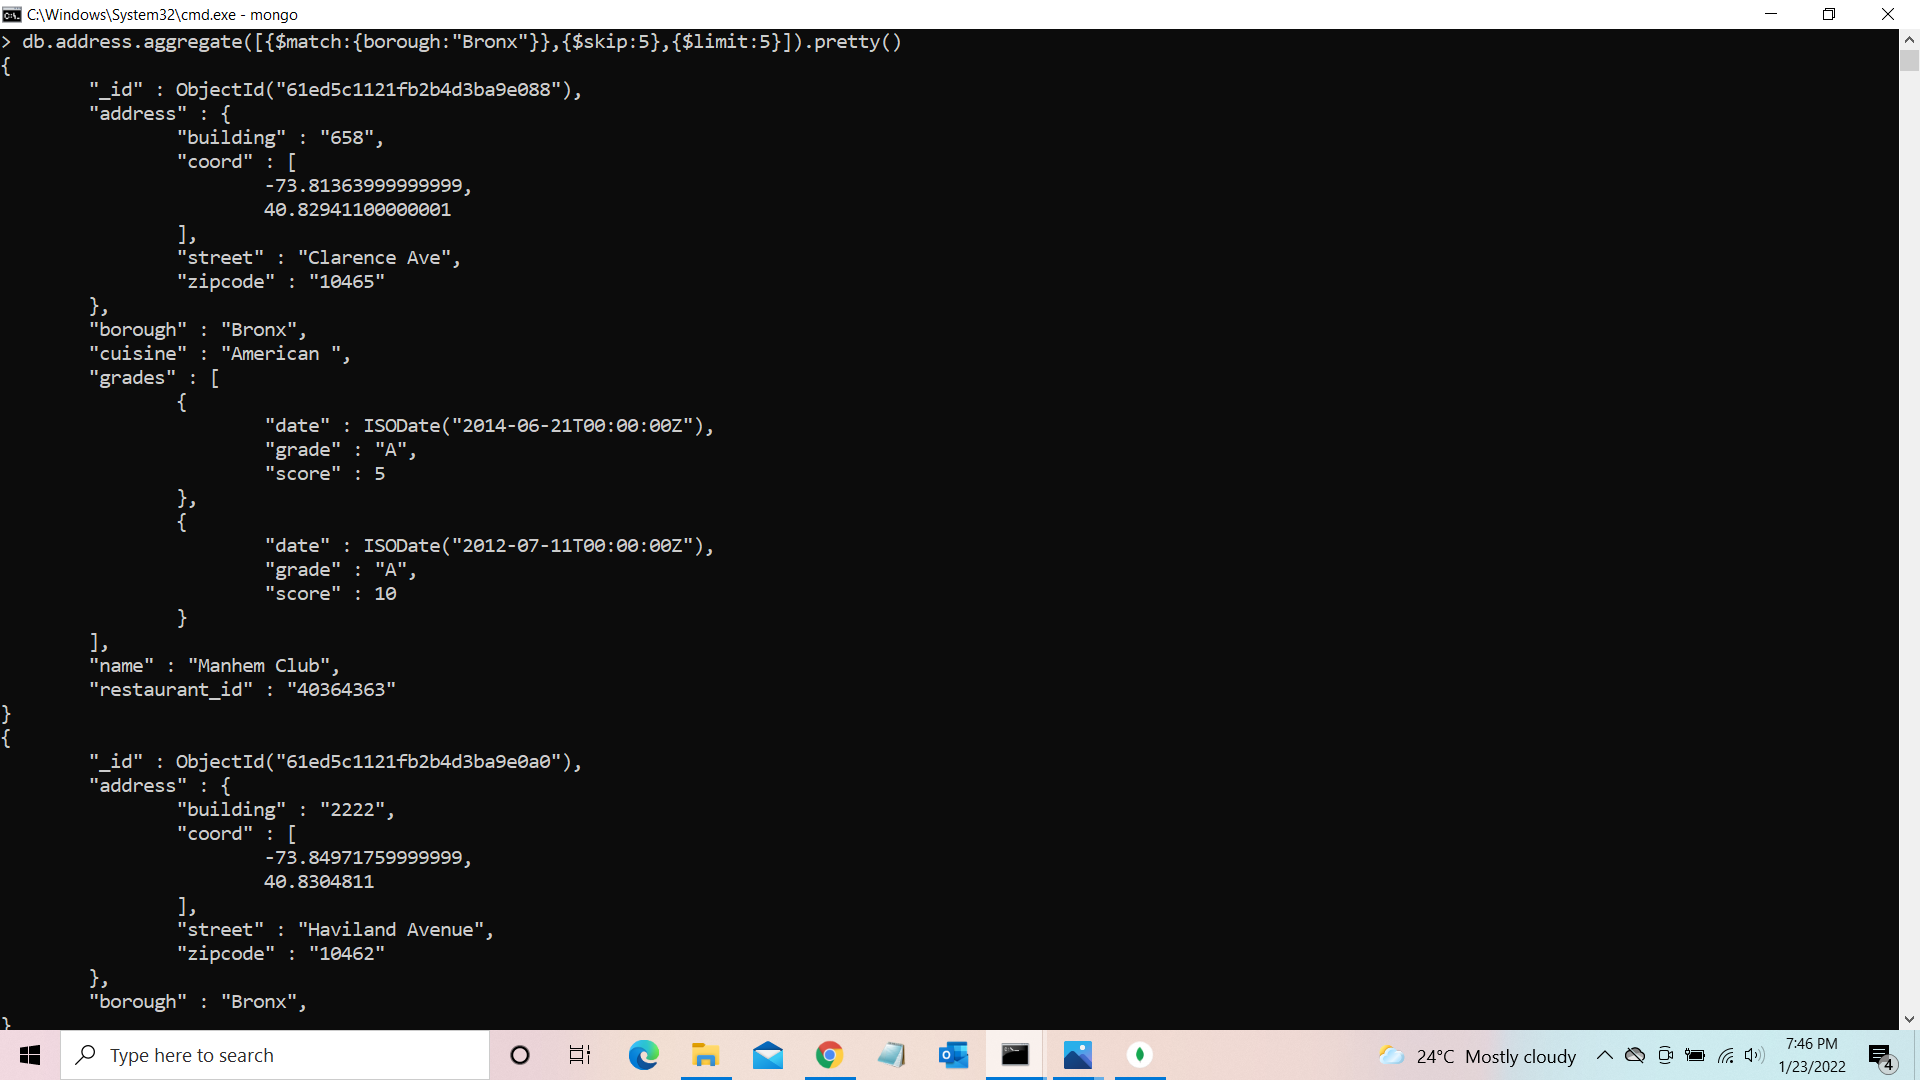 C:\Windows\System32\cmd.exe - mongo
> db.address.aggregate([{$match:{borough:"Bronx"}},{$skip:5},{$limit:5}]).pretty()
{
"_id" : ObjectId("61ed5c1121fb2b4d3ba9e088"),
"address" : {
"building" : "658",
"coord" : [
-73.81363999999999,
40.82941100000001
],
"street" : "Clarence Ave",
"zipcode" : "10465"
},
"borough" : "Bronx",
"cuisine" : "American ",
"grades" : [
{
"date" : ISODate("2014-06-21T00:00:00Z"),
"grade" : "A",
"score" : 5
},
{
"date" : ISODate("2012-07-11T00:00:00Z"),
"grade" : "A",
"score" : 10
}
],
"name" : "Manhem Club",
"restaurant_id" : "40364363"
}
{
"_id" : ObjectId("61ed5c1121fb2b4d3ba9e0a0"),
"address" : {
"building" : "2222",
"coord" : [
-73.84971759999999,
40.8304811
],
"street" : "Haviland Avenue",
"zipcode" : "10462"
},
"borough" : "Bronx",
}
Type here to search
24°C Mostly cloudy
7:46 PM
1/23/2022
4